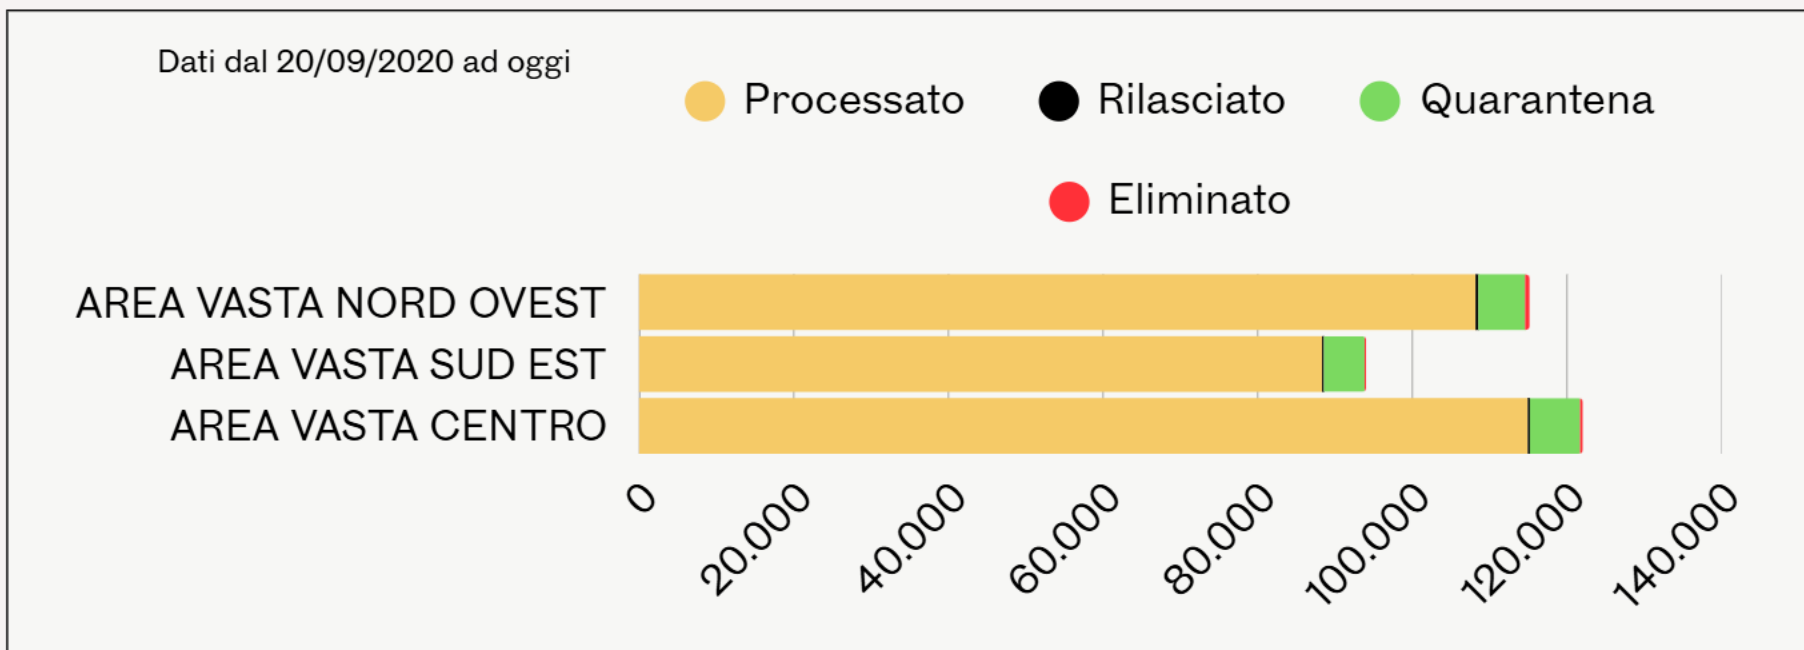 Dati dal 20/09/2020 ad oggi
Processato Rilasciato Quarantena
Eliminato
AREA VASTA NORD OVEST
AREA VASTA SUD EST
AREA VASTA CENTRO
0 20.000 40.000 60.000 80.000 100.000 120.000 140.000